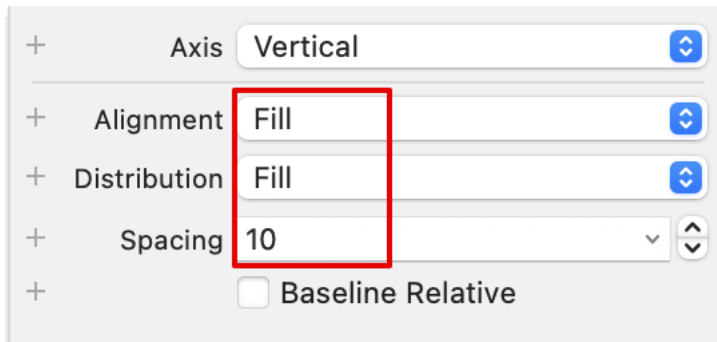 Axis Vertical
Alignment Fill
Distribution Fill
Spacing 10
Baseline Relative